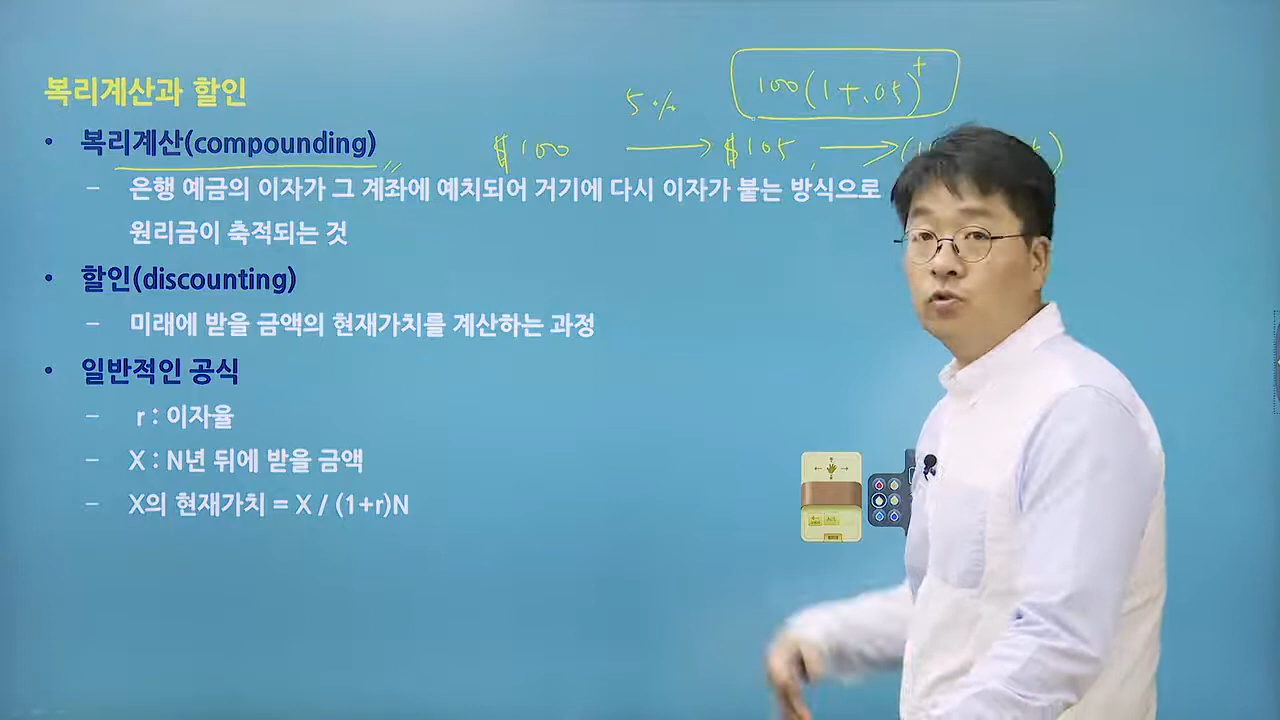 복리계산과 할인
100(1+.05)^t
5%
• 복리계산(compounding)
$100 → $105, → (1
– 은행 예금의 이자가 그 계좌에 예치되어 거기에 다시 이자가 붙는 방식으로
원리금이 축적되는 것
• 할인(discounting)
– 미래에 받을 금액의 현재가치를 계산하는 과정
• 일반적인 공식
– r : 이자율
– X : N년 뒤에 받을 금액
– X의 현재가치 = X / (1+r)N